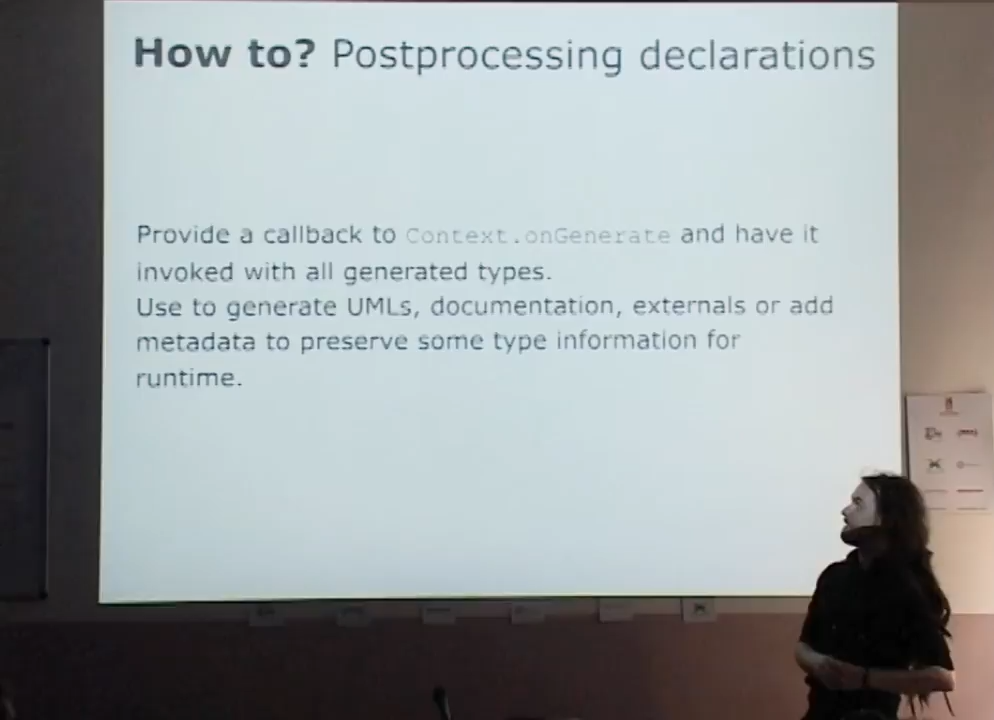 How to? Postprocessing declarations
Provide a callback to Context.onGenerate and have it
invoked with all generated types.
Use to generate UMLs, documentation, externals or add
metadata to preserve some type information for
runtime.